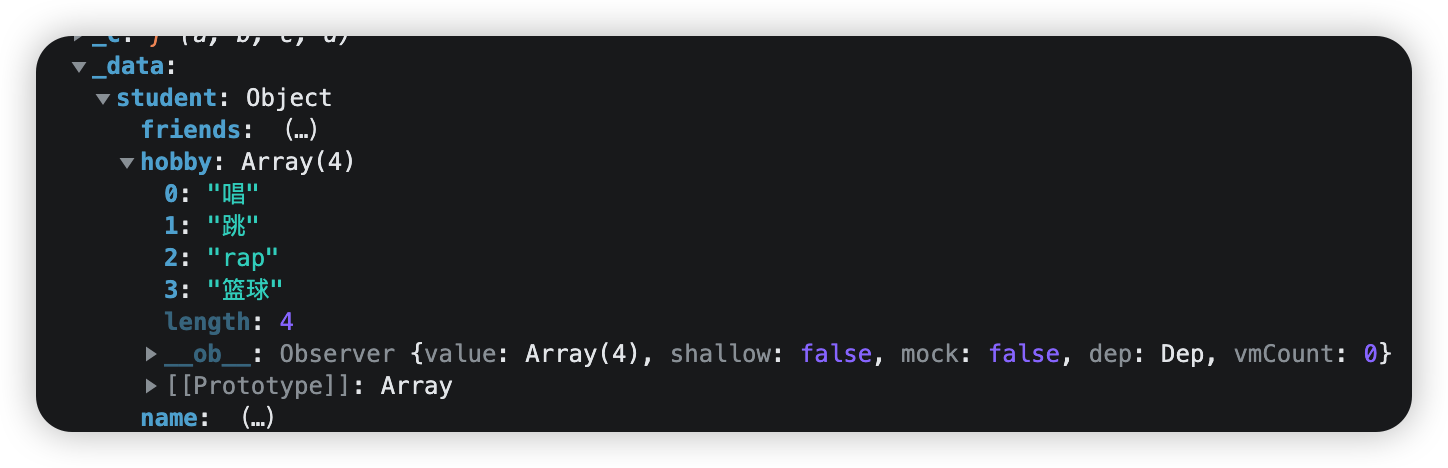 _c: ƒ (a, b, c, d)
_data:
student: Object
friends: (…)
hobby: Array(4)
0: "唱"
1: "跳"
2: "rap"
3: "篮球"
length: 4
__ob__: Observer {value: Array(4), shallow: false, mock: false, dep: Dep, vmCount: 0}
[[Prototype]]: Array
name: (…)